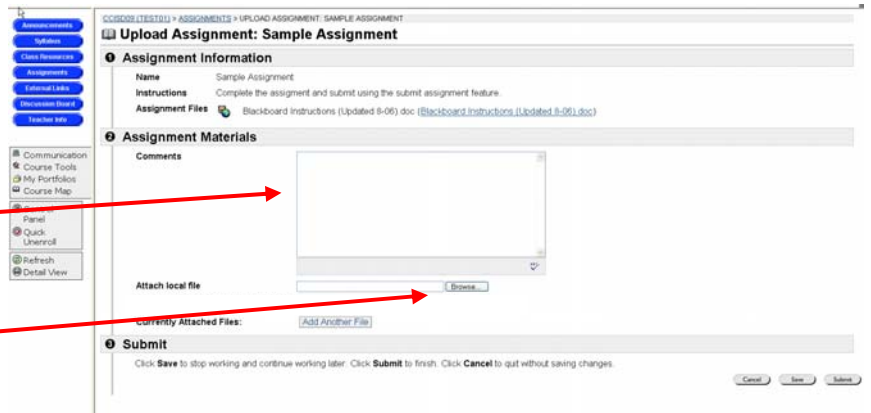 CCISD09 (TEST01) > ASSIGNMENTS > UPLOAD ASSIGNMENT: SAMPLE ASSIGNMENT
Upload Assignment: Sample Assignment
Announcements
Syllabus
Class Resources
Assignments
External Links
Discussion Board
Teacher Info
Communication
Course Tools
My Portfolios
Course Map
Panel
Quick
Unenroll
Refresh
Detail View
1 Assignment Information
Name Sample Assignment
Instructions Complete the assigment and submit using the submit assignment feature.
Assignment Files Blackboard Instructions (Updated 8-06).doc (Blackboard Instructions (Updated 8-06).doc)
2 Assignment Materials
Comments
Attach local file Browse...
Currently Attached Files: Add Another File
3 Submit
Click Save to stop working and continue working later. Click Submit to finish. Click Cancel to quit without saving changes.
Cancel Save Submit